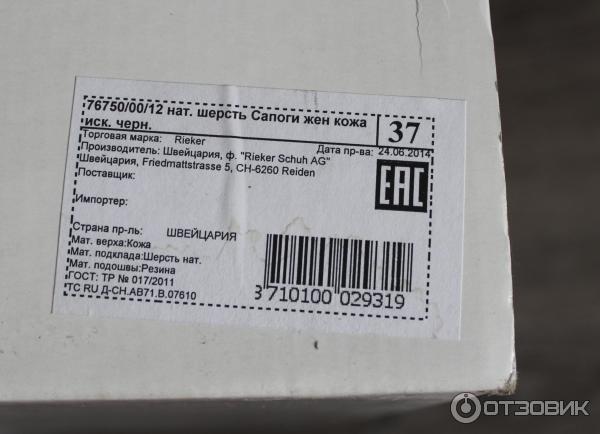 76750/00/12 нат. шерсть Сапоги жен кожа
иск. черн.
37
Торговая марка: Rieker
Дата пр-ва: 24.06.2014
Производитель: Швейцария, ф. "Rieker Schuh AG"
Швейцария, Friedmattstrasse 5, CH-6260 Reiden
Поставщик:
EAC
Импортер:
Страна пр-ль: ШВЕЙЦАРИЯ
Мат. верха:Кожа
Мат. подклада:Шерсть нат.
Мат. подошвы:Резина
ГОСТ: ТР № 017/2011
TC RU Д-CH.АВ71.В.07610
3 710100 029319
ОТЗОВИК